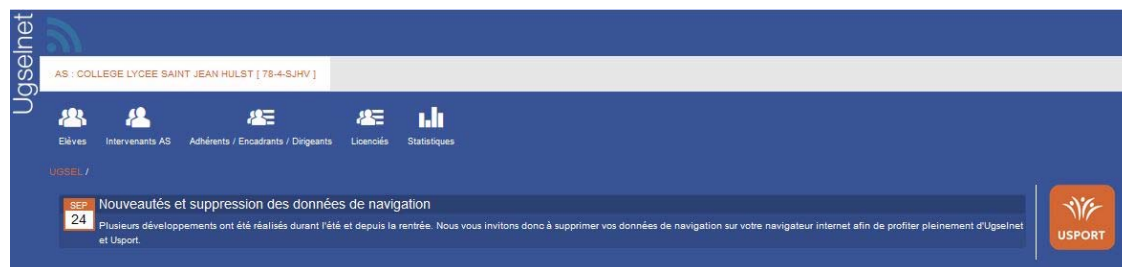 Ugselnet
AS : COLLEGE LYCEE SAINT JEAN HULST [ 78-4-SJHV ]
Elèves Intervenants AS Adhérents / Encadrants / Dirigeants Licenciés Statistiques
UGSEL /
SEP
24
Nouveautés et suppression des données de navigation
Plusieurs développements ont été réalisés durant l'été et depuis la rentrée. Nous vous invitons donc à supprimer vos données de navigation sur votre navigateur internet afin de profiter pleinement d'Ugselnet
et Usport.
USPORT